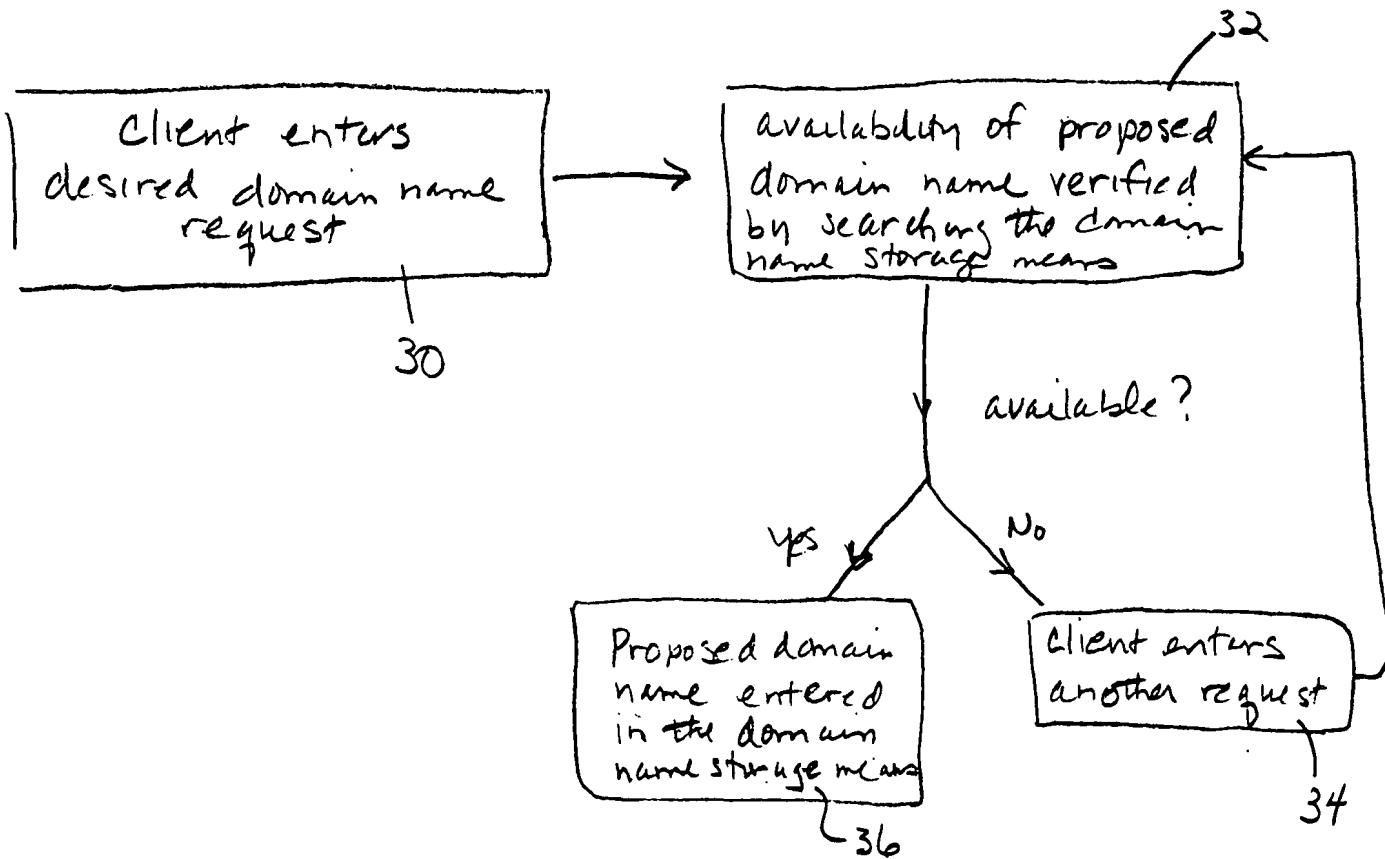 32
Client enters
desired domain name
request
30
availability of proposed
domain name verified
by searching the domain
name storage means
available?
Yes
No
Proposed domain
name entered
in the domain
name storage means
36
Client enters
another request
34